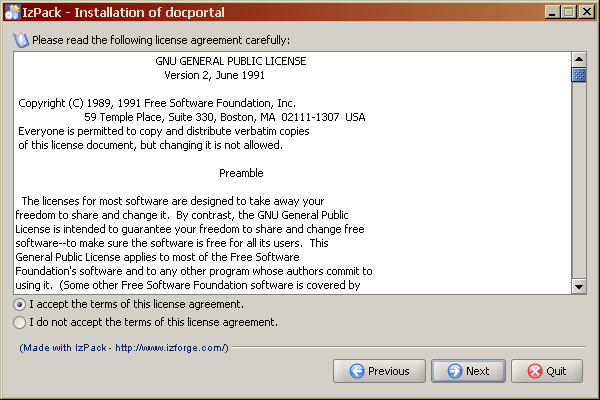 IzPack - Installation of docportal
Please read the following license agreement carefully:
GNU GENERAL PUBLIC LICENSE
Version 2, June 1991
Copyright (C) 1989, 1991 Free Software Foundation, Inc.
59 Temple Place, Suite 330, Boston, MA  02111-1307  USA
Everyone is permitted to copy and distribute verbatim copies
of this license document, but changing it is not allowed.
Preamble
The licenses for most software are designed to take away your
freedom to share and change it.  By contrast, the GNU General Public
License is intended to guarantee your freedom to share and change free
software--to make sure the software is free for all its users.  This
General Public License applies to most of the Free Software
Foundation's software and to any other program whose authors commit to
using it.  (Some other Free Software Foundation software is covered by
I accept the terms of this license agreement.
I do not accept the terms of this license agreement.
(Made with IzPack - http://www.izforge.com/)
Previous
Next
Quit